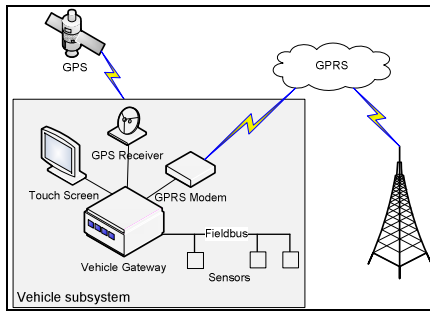 GPS
GPRS
GPS Receiver
Touch Screen
GPRS Modem
Fieldbus
Vehicle Gateway
Sensors
Vehicle subsystem